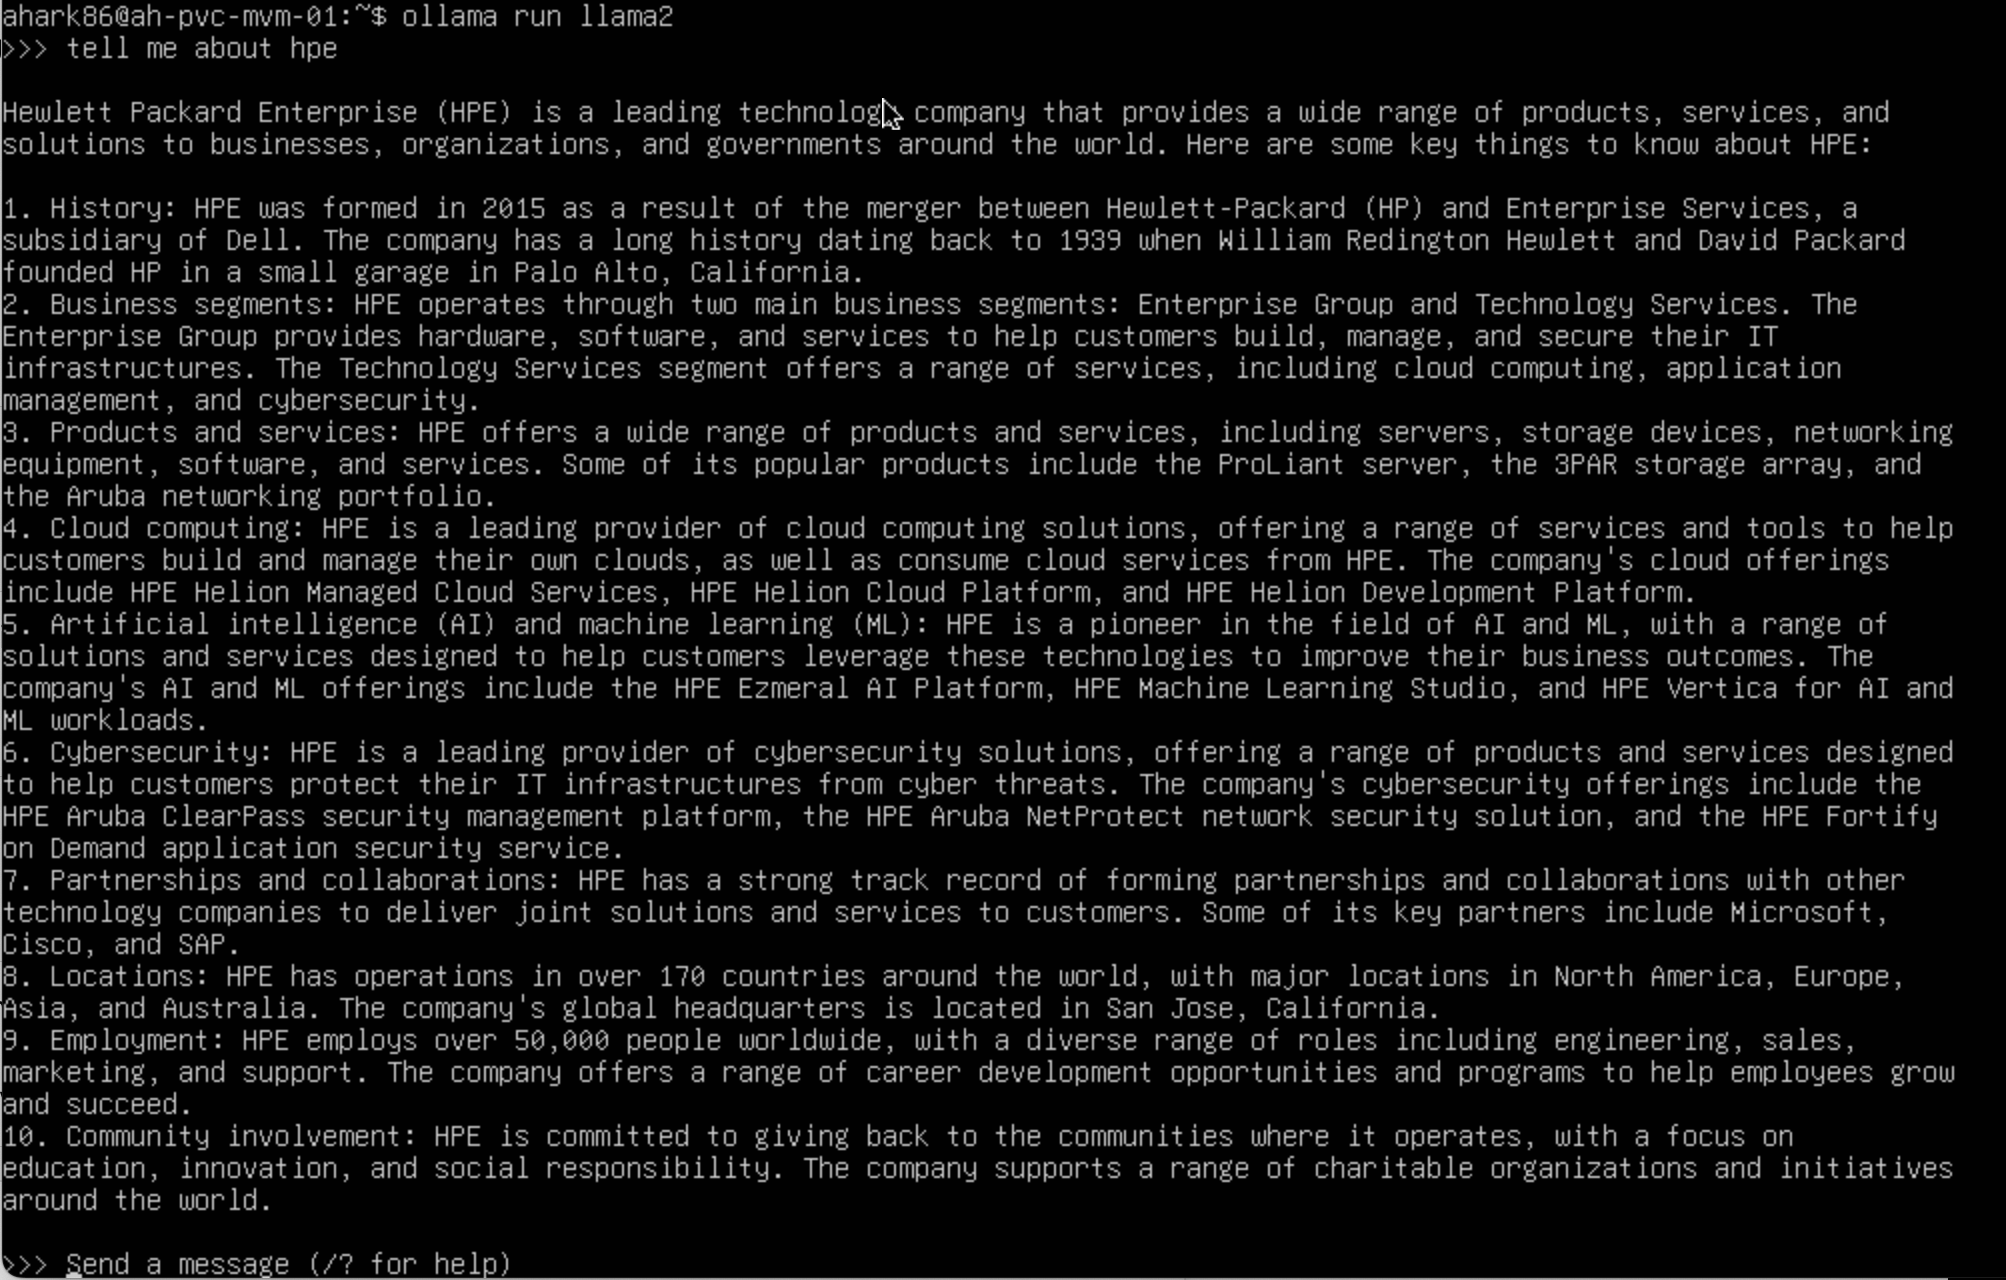 ahark86@ah-pvc-mvm-01:~$ ollama run llama2
>>> tell me about hpe
Hewlett Packard Enterprise (HPE) is a leading technology company that provides a wide range of products, services, and
solutions to businesses, organizations, and governments around the world. Here are some key things to know about HPE:
1. History: HPE was formed in 2015 as a result of the merger between Hewlett-Packard (HP) and Enterprise Services, a
subsidiary of Dell. The company has a long history dating back to 1939 when William Redington Hewlett and David Packard
founded HP in a small garage in Palo Alto, California.
2. Business segments: HPE operates through two main business segments: Enterprise Group and Technology Services. The
Enterprise Group provides hardware, software, and services to help customers build, manage, and secure their IT
infrastructures. The Technology Services segment offers a range of services, including cloud computing, application
management, and cybersecurity.
3. Products and services: HPE offers a wide range of products and services, including servers, storage devices, networking
equipment, software, and services. Some of its popular products include the ProLiant server, the 3PAR storage array, and
the Aruba networking portfolio.
4. Cloud computing: HPE is a leading provider of cloud computing solutions, offering a range of services and tools to help
customers build and manage their own clouds, as well as consume cloud services from HPE. The company's cloud offerings
include HPE Helion Managed Cloud Services, HPE Helion Cloud Platform, and HPE Helion Development Platform.
5. Artificial intelligence (AI) and machine learning (ML): HPE is a pioneer in the field of AI and ML, with a range of
solutions and services designed to help customers leverage these technologies to improve their business outcomes. The
company's AI and ML offerings include the HPE Ezmeral AI Platform, HPE Machine Learning Studio, and HPE Vertica for AI and
ML workloads.
6. Cybersecurity: HPE is a leading provider of cybersecurity solutions, offering a range of products and services designed
to help customers protect their IT infrastructures from cyber threats. The company's cybersecurity offerings include the
HPE Aruba ClearPass security management platform, the HPE Aruba NetProtect network security solution, and the HPE Fortify
on Demand application security service.
7. Partnerships and collaborations: HPE has a strong track record of forming partnerships and collaborations with other
technology companies to deliver joint solutions and services to customers. Some of its key partners include Microsoft,
Cisco, and SAP.
8. Locations: HPE has operations in over 170 countries around the world, with major locations in North America, Europe,
Asia, and Australia. The company's global headquarters is located in San Jose, California.
9. Employment: HPE employs over 50,000 people worldwide, with a diverse range of roles including engineering, sales,
marketing, and support. The company offers a range of career development opportunities and programs to help employees grow
and succeed.
10. Community involvement: HPE is committed to giving back to the communities where it operates, with a focus on
education, innovation, and social responsibility. The company supports a range of charitable organizations and initiatives
around the world.
>>> Send a message (/? for help)